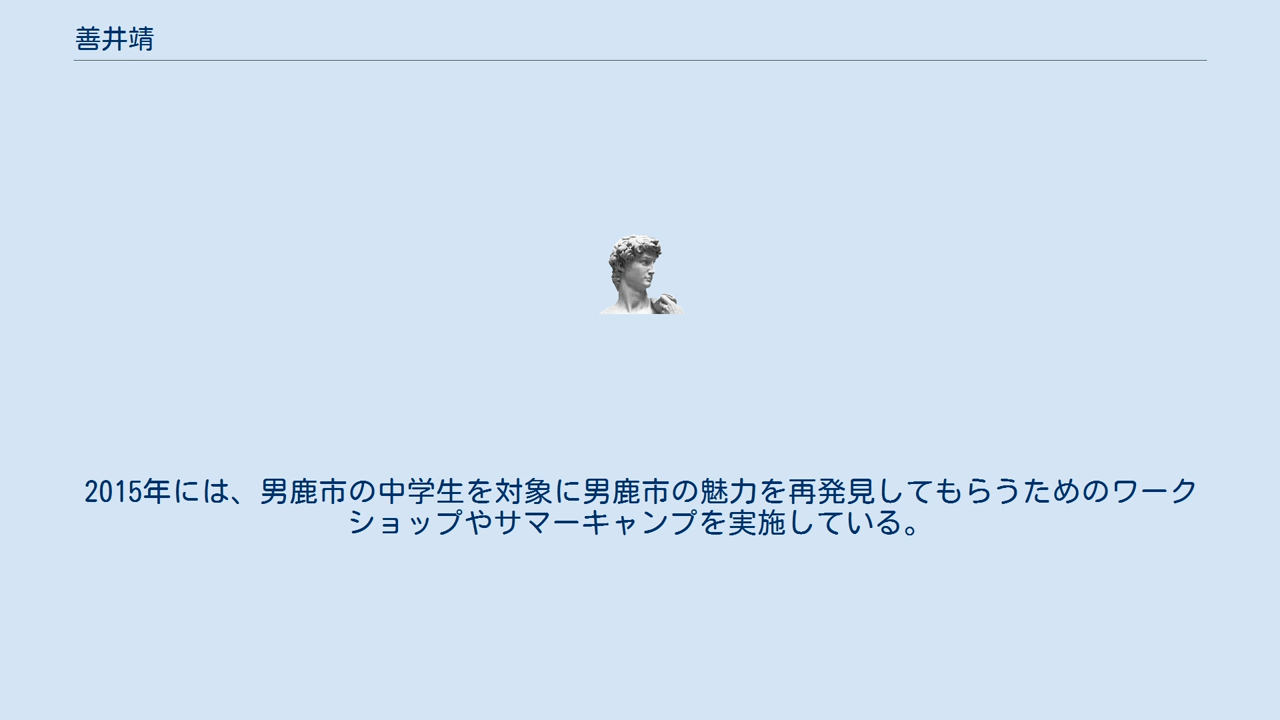 善井靖
2015年には、男鹿市の中学生を対象に男鹿市の魅力を再発見してもらうためのワーク
ショップやサマーキャンプを実施している。